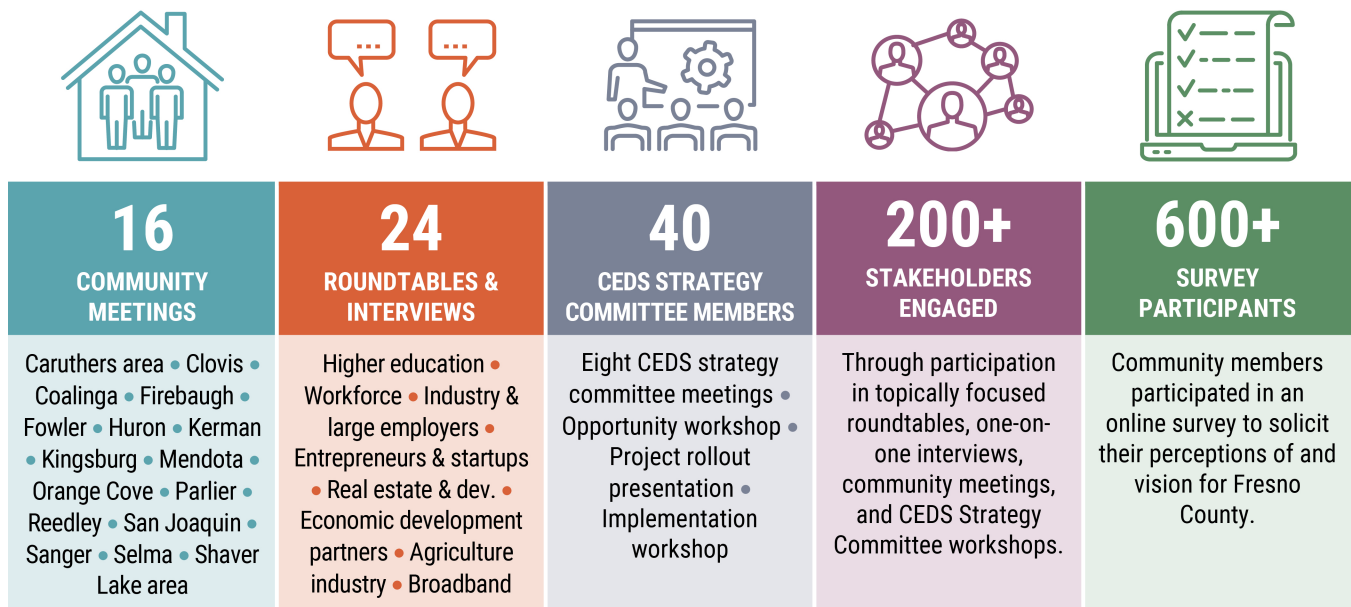 16
COMMUNITY
MEETINGS
Caruthers area • Clovis •
Coalinga • Firebaugh •
Fowler • Huron • Kerman
• Kingsburg • Mendota •
Orange Cove • Parlier •
Reedley • San Joaquin •
Sanger • Selma • Shaver
Lake area
24
ROUNDTABLES &
INTERVIEWS
Higher education •
Workforce • Industry &
large employers •
Entrepreneurs & startups
• Real estate & dev. •
Economic development
partners • Agriculture
industry • Broadband
40
CEDS STRATEGY
COMMITTEE MEMBERS
Eight CEDS strategy
committee meetings •
Opportunity workshop •
Project rollout
presentation •
Implementation
workshop
200+
STAKEHOLDERS
ENGAGED
Through participation
in topically focused
roundtables, one-on-
one interviews,
community meetings,
and CEDS Strategy
Committee workshops.
600+
SURVEY
PARTICIPANTS
Community members
participated in an
online survey to solicit
their perceptions of and
vision for Fresno
County.